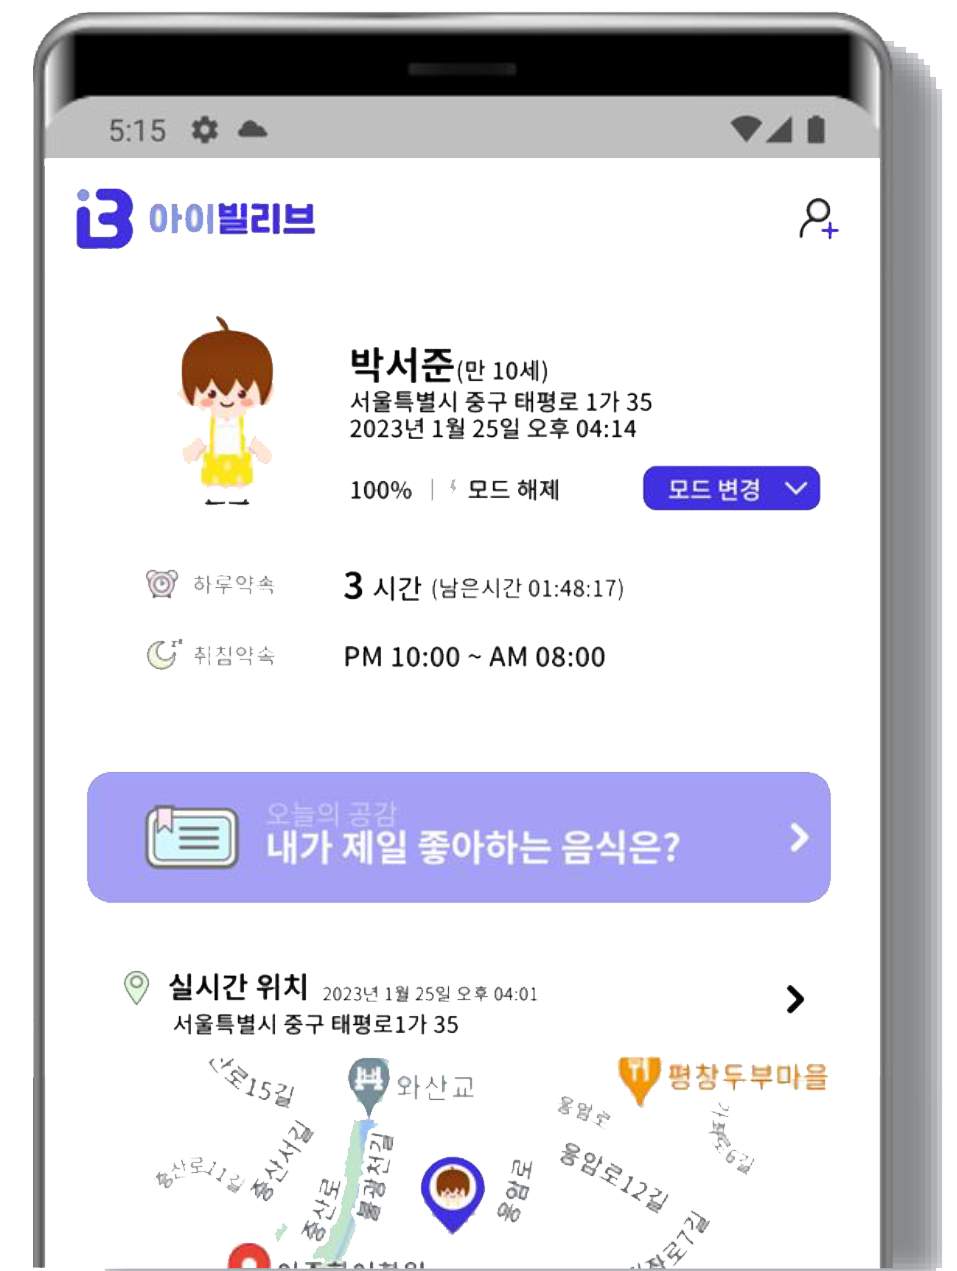 5:15
아이빌리브
박서준(만 10세)
서울특별시 중구 태평로 1가 35
2023년 1월 25일 오후 04:14
100% | 모드 해제
모드 변경
하루약속
3 시간 (남은시간 01:48:17)
취침약속
PM 10:00 ~ AM 08:00
오늘의 공감
내가 제일 좋아하는 음식은?
실시간 위치 2023년 1월 25일 오후 04:01
서울특별시 중구 태평로1가 35
와산교
평창두부마을
로15길
응암로
증산서길
불광천길
증산로11길
응암로12길
증산로
응암로
로6길
로7길